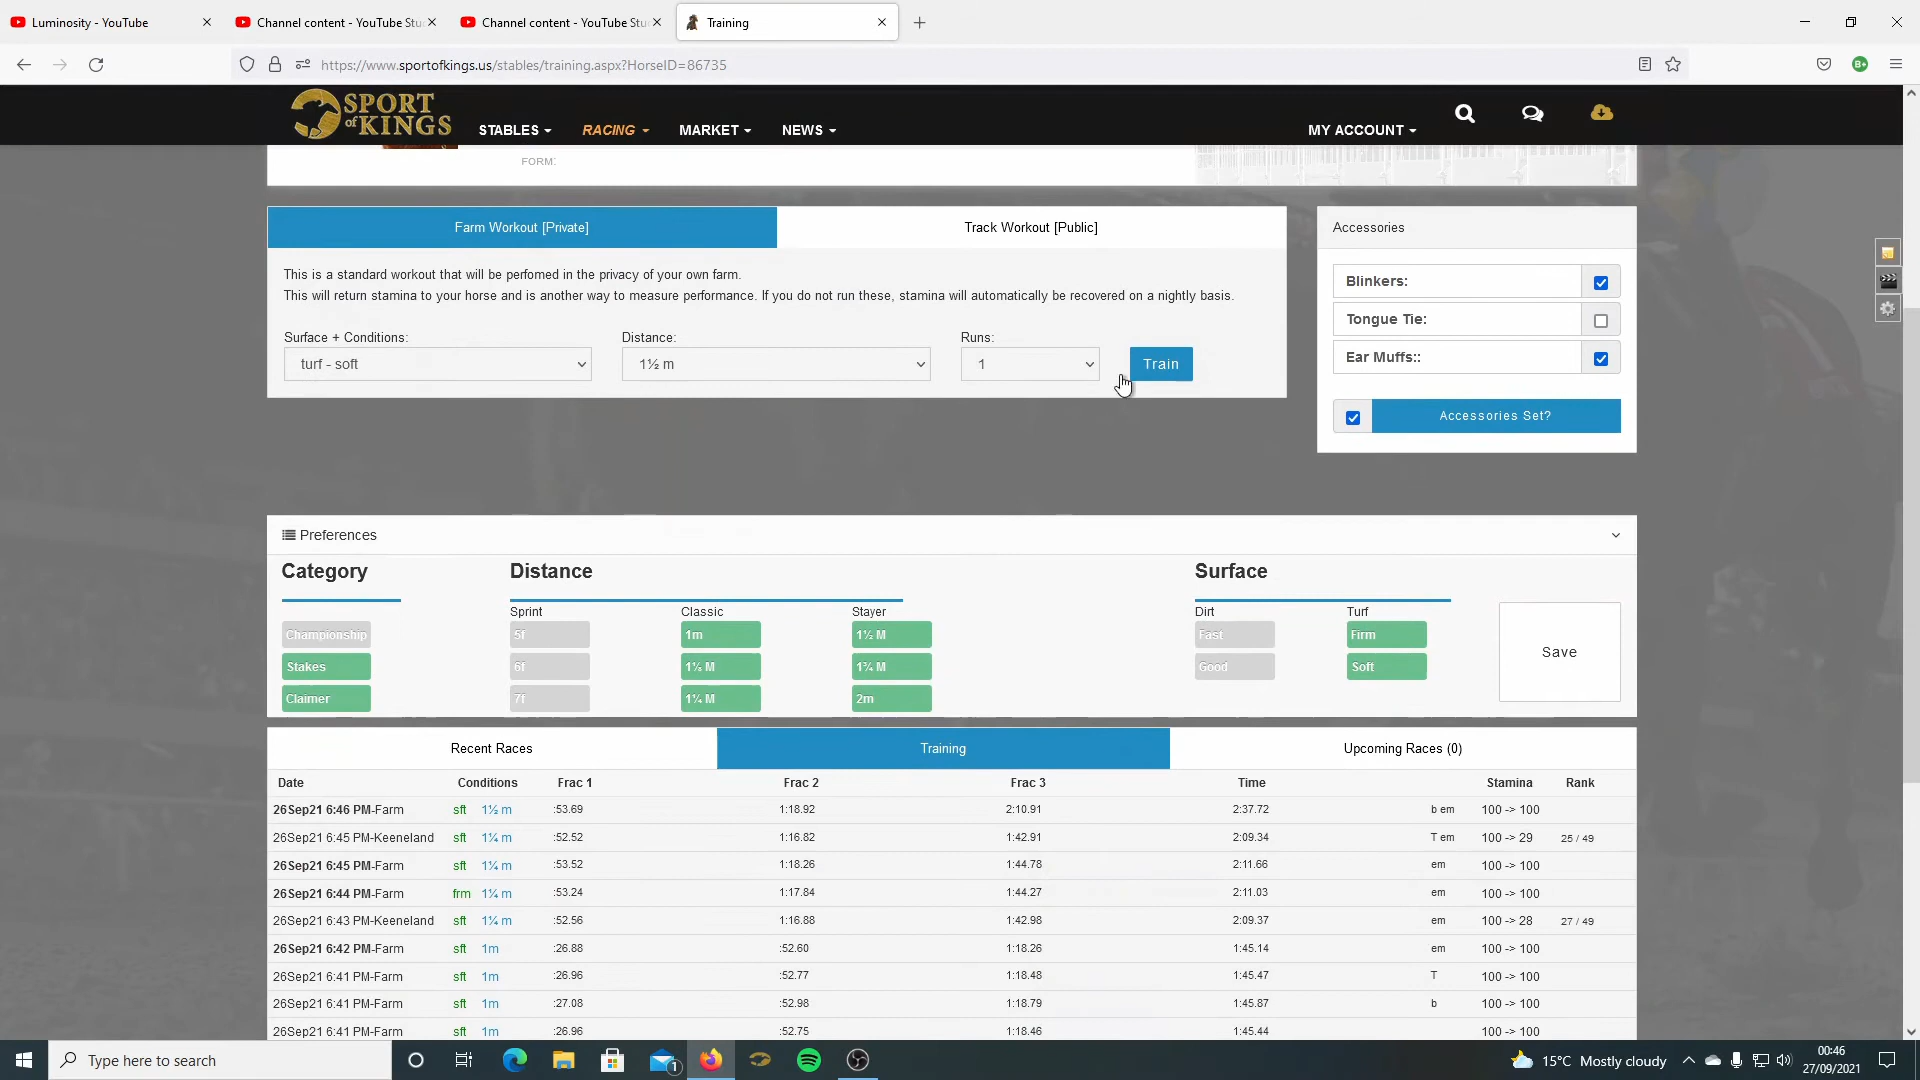 Luminosity - YouTube
Channel content - YouTube Stu
Channel content - YouTube Stu
Training
https://www.sportofkings.us/stables/training.aspx?HorseID=86735
SPORT of KINGS
STABLES
RACING
MARKET
NEWS
MY ACCOUNT
FORM:
Farm Workout [Private]
Track Workout [Public]
This is a standard workout that will be perfomed in the privacy of your own farm.
This will return stamina to your horse and is another way to measure performance. If you do not run these, stamina will automatically be recovered on a nightly basis.
Surface + Conditions:
Distance:
Runs:
turf - soft
1½ m
1
Train
Accessories
Blinkers:
Tongue Tie:
Ear Muffs::
Accessories Set?
Preferences
Category
Distance
Surface
Sprint
Classic
Stayer
Dirt
Turf
Championship
5f
1m
1½ M
Fast
Firm
Stakes
6f
1⅛ M
1¾ M
Good
Soft
Claimer
7f
1¼ M
2m
Save
Recent Races
Training
Upcoming Races (0)
Date Conditions Frac 1 Frac 2 Frac 3 Time Stamina Rank
26Sep21 6:46 PM-Farm sft 1½ m :53.69 1:18.92 2:10.91 2:37.72 b em 100 -> 100
26Sep21 6:45 PM-Keeneland sft 1¼ m :52.52 1:16.82 1:42.91 2:09.34 T em 100 -> 29 25 / 49
26Sep21 6:45 PM-Farm sft 1¼ m :53.52 1:18.26 1:44.78 2:11.66 em 100 -> 100
26Sep21 6:44 PM-Farm frm 1¼ m :53.24 1:17.84 1:44.27 2:11.03 em 100 -> 100
26Sep21 6:43 PM-Keeneland sft 1¼ m :52.56 1:16.88 1:42.98 2:09.37 em 100 -> 28 27 / 49
26Sep21 6:42 PM-Farm sft 1m :26.88 :52.60 1:18.26 1:45.14 em 100 -> 100
26Sep21 6:41 PM-Farm sft 1m :26.96 :52.77 1:18.48 1:45.47 T 100 -> 100
26Sep21 6:41 PM-Farm sft 1m :27.08 :52.98 1:18.79 1:45.87 b 100 -> 100
26Sep21 6:41 PM-Farm sft 1m :26.96 :52.75 1:18.46 1:45.44 100 -> 100
Type here to search
1
15°C Mostly cloudy
00:46
27/09/2021